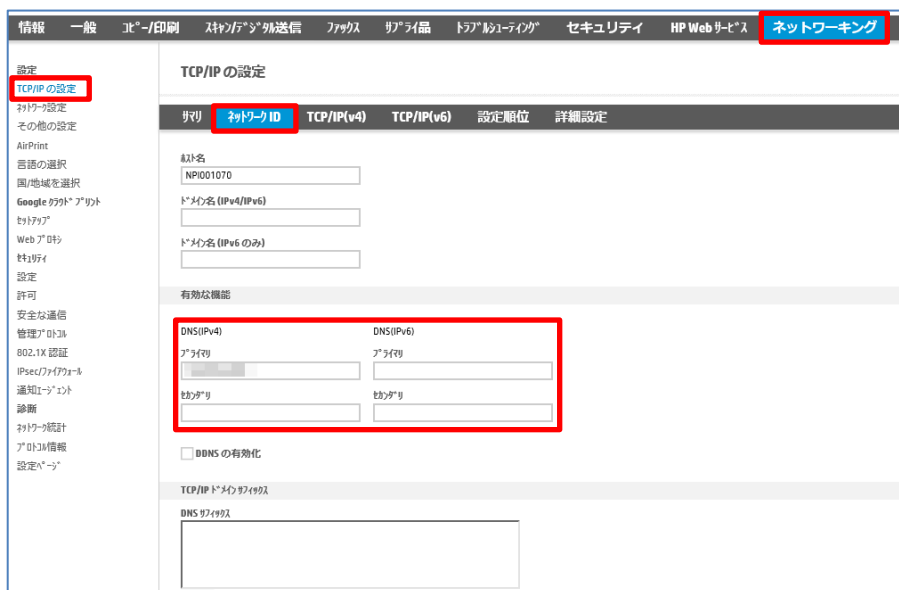 情報 一般 ｺﾋﾟｰ/印刷 ｽｷｬﾝ/ﾃﾞｼﾞﾀﾙ送信 ﾌｧｯｸｽ ｻﾌﾟﾗｲ品 ﾄﾗﾌﾞﾙｼｭｰﾃｨﾝｸﾞ セキュリティ HP Web ｻｰﾋﾞｽ ネットワーキング
設定
TCP/IP の設定
ﾈｯﾄﾜｰｸ設定
その他の設定
AirPrint
言語の選択
国/地域を選択
Google ｸﾗｳﾄﾞ ﾌﾟﾘﾝﾄ
ｾｯﾄｱｯﾌﾟ
Web ﾌﾟﾛｷｼ
ｾｷｭﾘﾃｨ
設定
許可
安全な通信
管理ﾌﾟﾛﾄｺﾙ
802.1X 認証
IPsec/ﾌｧｲｱｳｫｰﾙ
通知ｴｰｼﾞｪﾝﾄ
診断
ﾈｯﾄﾜｰｸ統計
ﾌﾟﾛﾄｺﾙ情報
設定ﾍﾟｰｼﾞ
TCP/IP の設定
ｻﾏﾘ ﾈｯﾄﾜｰｸ ID TCP/IP(v4) TCP/IP(v6) 設定順位 詳細設定
ﾎｽﾄ名
NPI001070
ﾄﾞﾒｲﾝ名 (IPv4/IPv6)
ﾄﾞﾒｲﾝ名 (IPv6 のみ)
有効な機能
DNS(IPv4) DNS(IPv6)
ﾌﾟﾗｲﾏﾘ ﾌﾟﾗｲﾏﾘ
ｾｶﾝﾀﾞﾘ ｾｶﾝﾀﾞﾘ
DDNS の有効化
TCP/IP ﾄﾞﾒｲﾝ ｻﾌｨｯｸｽ
DNS ｻﾌｨｯｸｽ